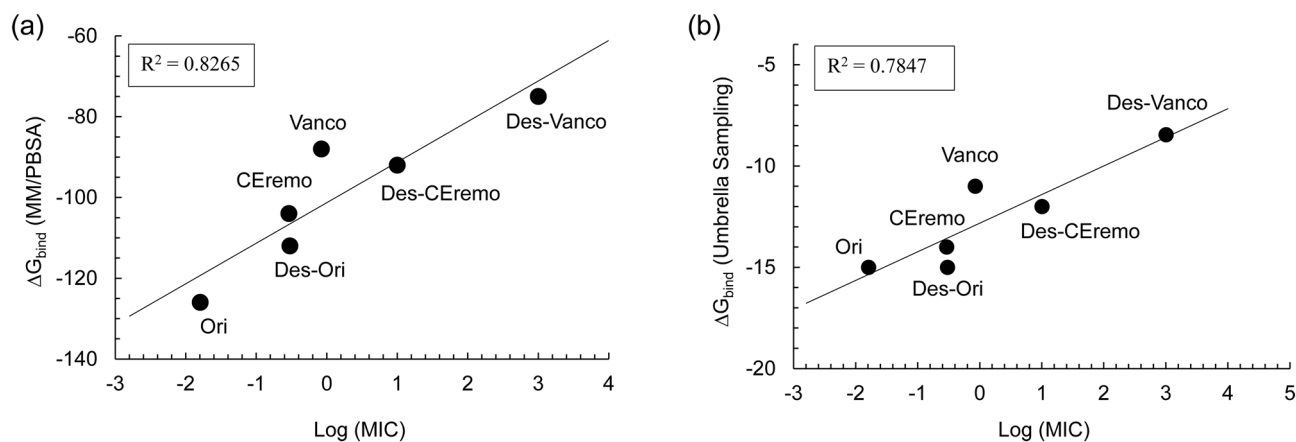 (a)
R² = 0.8265
ΔGbind (MM/PBSA)
-60
-80
-100
-120
-140
Vanco
Des-Vanco
CEremo
Des-CEremo
Des-Ori
Ori
-3 -2 -1 0 1 2 3 4
Log (MIC)
(b)
R² = 0.7847
ΔGbind (Umbrella Sampling)
-5
-10
-15
-20
Des-Vanco
Vanco
CEremo
Des-CEremo
Ori
Des-Ori
-3 -2 -1 0 1 2 3 4 5
Log (MIC)